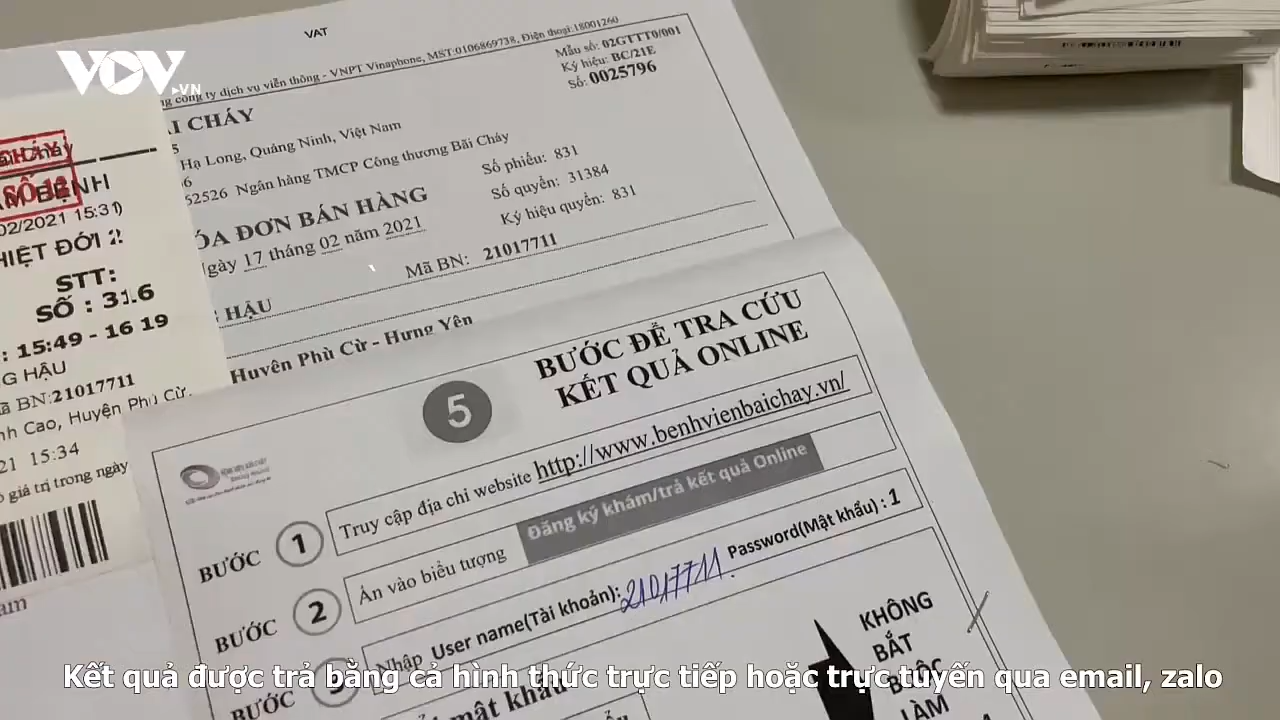 VOV
.VN
VAT
công ty dịch vụ viễn thông - VNPT Vinaphone, MST:0106869738, Điện thoại:18001260
Mẫu số: 02GTTT0/001
Ký hiệu: BC/21E
Số: 0025796
I CHÁY
5
Hạ Long, Quảng Ninh, Việt Nam
6
52526 Ngân hàng TMCP Công thương Bãi Cháy
Số phiếu: 831
Số quyển: 31384
Ký hiệu quyển: 831
ÓA ĐƠN BÁN HÀNG
gày 17 tháng 02 năm 2021
Mã BN: 21017711
HẬU
Huyện Phù Cừ - Hưng Yên
M BỆNH
02/2021 15:31)
HIỆT ĐỚI 2
STT:
SỐ : 316
: 15:49 - 16 19
G HẬU
ã BN:21017711
nh Cao, Huyện Phù Cừ.
21 15:34
ó giá trị trong ngày
am
5 BƯỚC ĐỂ TRA CỨU
KẾT QUẢ ONLINE
BƯỚC 1 Truy cập địa chỉ website http://www.benhvienbaichay.vn/
BƯỚC 2 Ấn vào biểu tượng Đăng ký khám/trả kết quả Online
BƯỚC 3 Nhập User name(Tài khoản): 21017711. Password(Mật khẩu) : 1
mật khẩu
KHÔNG
BẮT
BUỘC
LÀM
Kết quả được trả bằng cả hình thức trực tiếp hoặc trực tuyến qua email, zalo